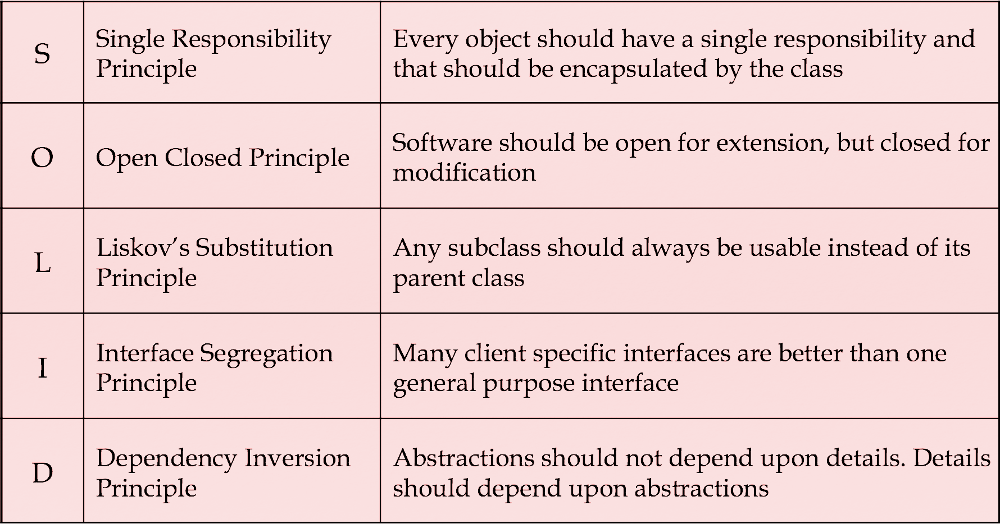 S
Single Responsibility
Principle
Every object should have a single responsibility and
that should be encapsulated by the class
O
Open Closed Principle
Software should be open for extension, but closed for
modification
L
Liskov’s Substitution
Principle
Any subclass should always be usable instead of its
parent class
I
Interface Segregation
Principle
Many client specific interfaces are better than one
general purpose interface
D
Dependency Inversion
Principle
Abstractions should not depend upon details. Details
should depend upon abstractions